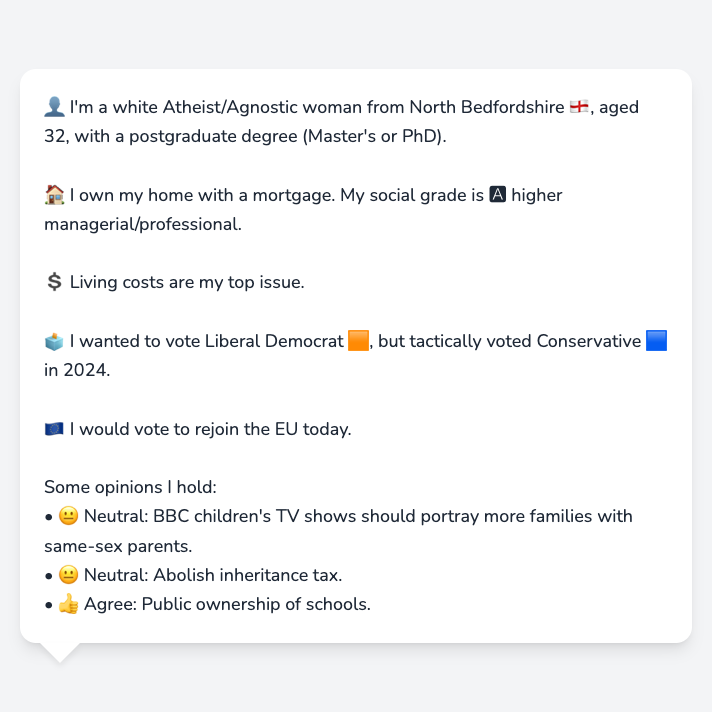 👤 I'm a white Atheist/Agnostic woman from North Bedfordshire 🏴󠁧󠁢󠁥󠁮󠁧󠁿, aged
32, with a postgraduate degree (Master's or PhD).
🏠 I own my home with a mortgage. My social grade is 🅰 higher
managerial/professional.
💲 Living costs are my top issue.
🗳️ I wanted to vote Liberal Democrat 🟧, but tactically voted Conservative 🟦
in 2024.
🇪🇺 I would vote to rejoin the EU today.
Some opinions I hold:
• 😐 Neutral: BBC children's TV shows should portray more families with
same-sex parents.
• 😐 Neutral: Abolish inheritance tax.
• 👍 Agree: Public ownership of schools.